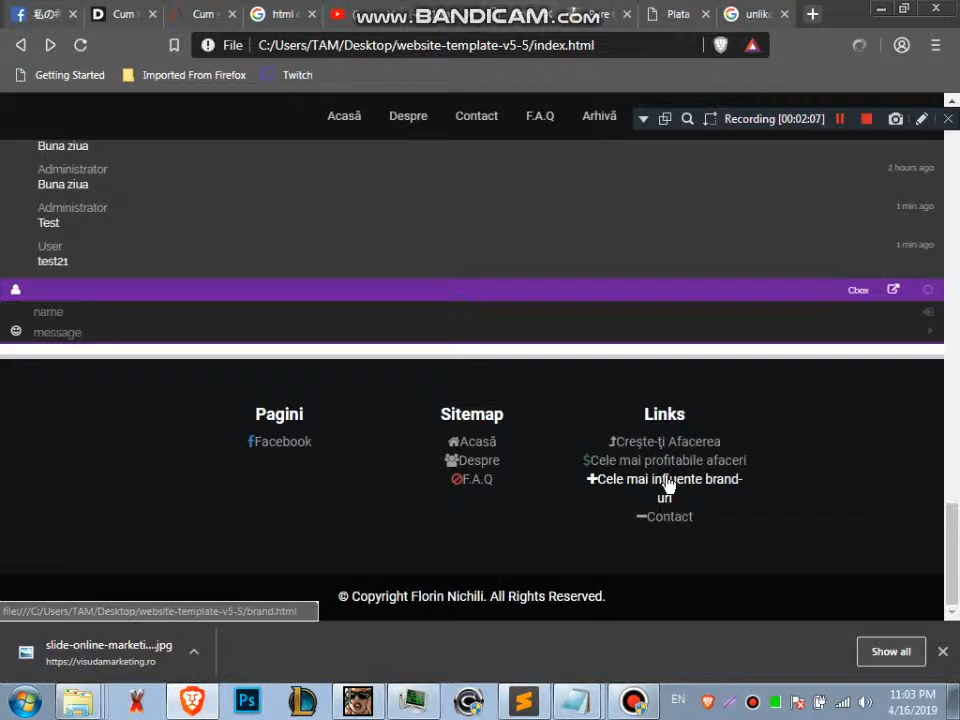 私の
Cum
Cum
html c
www.BANDICAM.com
Plata
unlik
File C:/Users/TAM/Desktop/website-template-v5-5/index.html
Getting Started Imported From Firefox Twitch
Acasă Despre Contact F.A.Q Arhivă
Recording [00:02:07]
Buna ziua
Administrator 2 hours ago
Buna ziua
Administrator 1 min ago
Test
User 1 min ago
test21
Cbox
name
message
Pagini Sitemap Links
Facebook Acasă Creşte-ţi Afacerea
Despre $Cele mai profitabile afaceri
F.A.Q Cele mai influente brand-
uri
Contact
© Copyright Florin Nichili. All Rights Reserved.
file:///C:/Users/TAM/Desktop/website-template-v5-5/brand.html
slide-online-marketi....jpg
https://visudamarketing.ro
Show all
EN
11:03 PM
4/16/2019